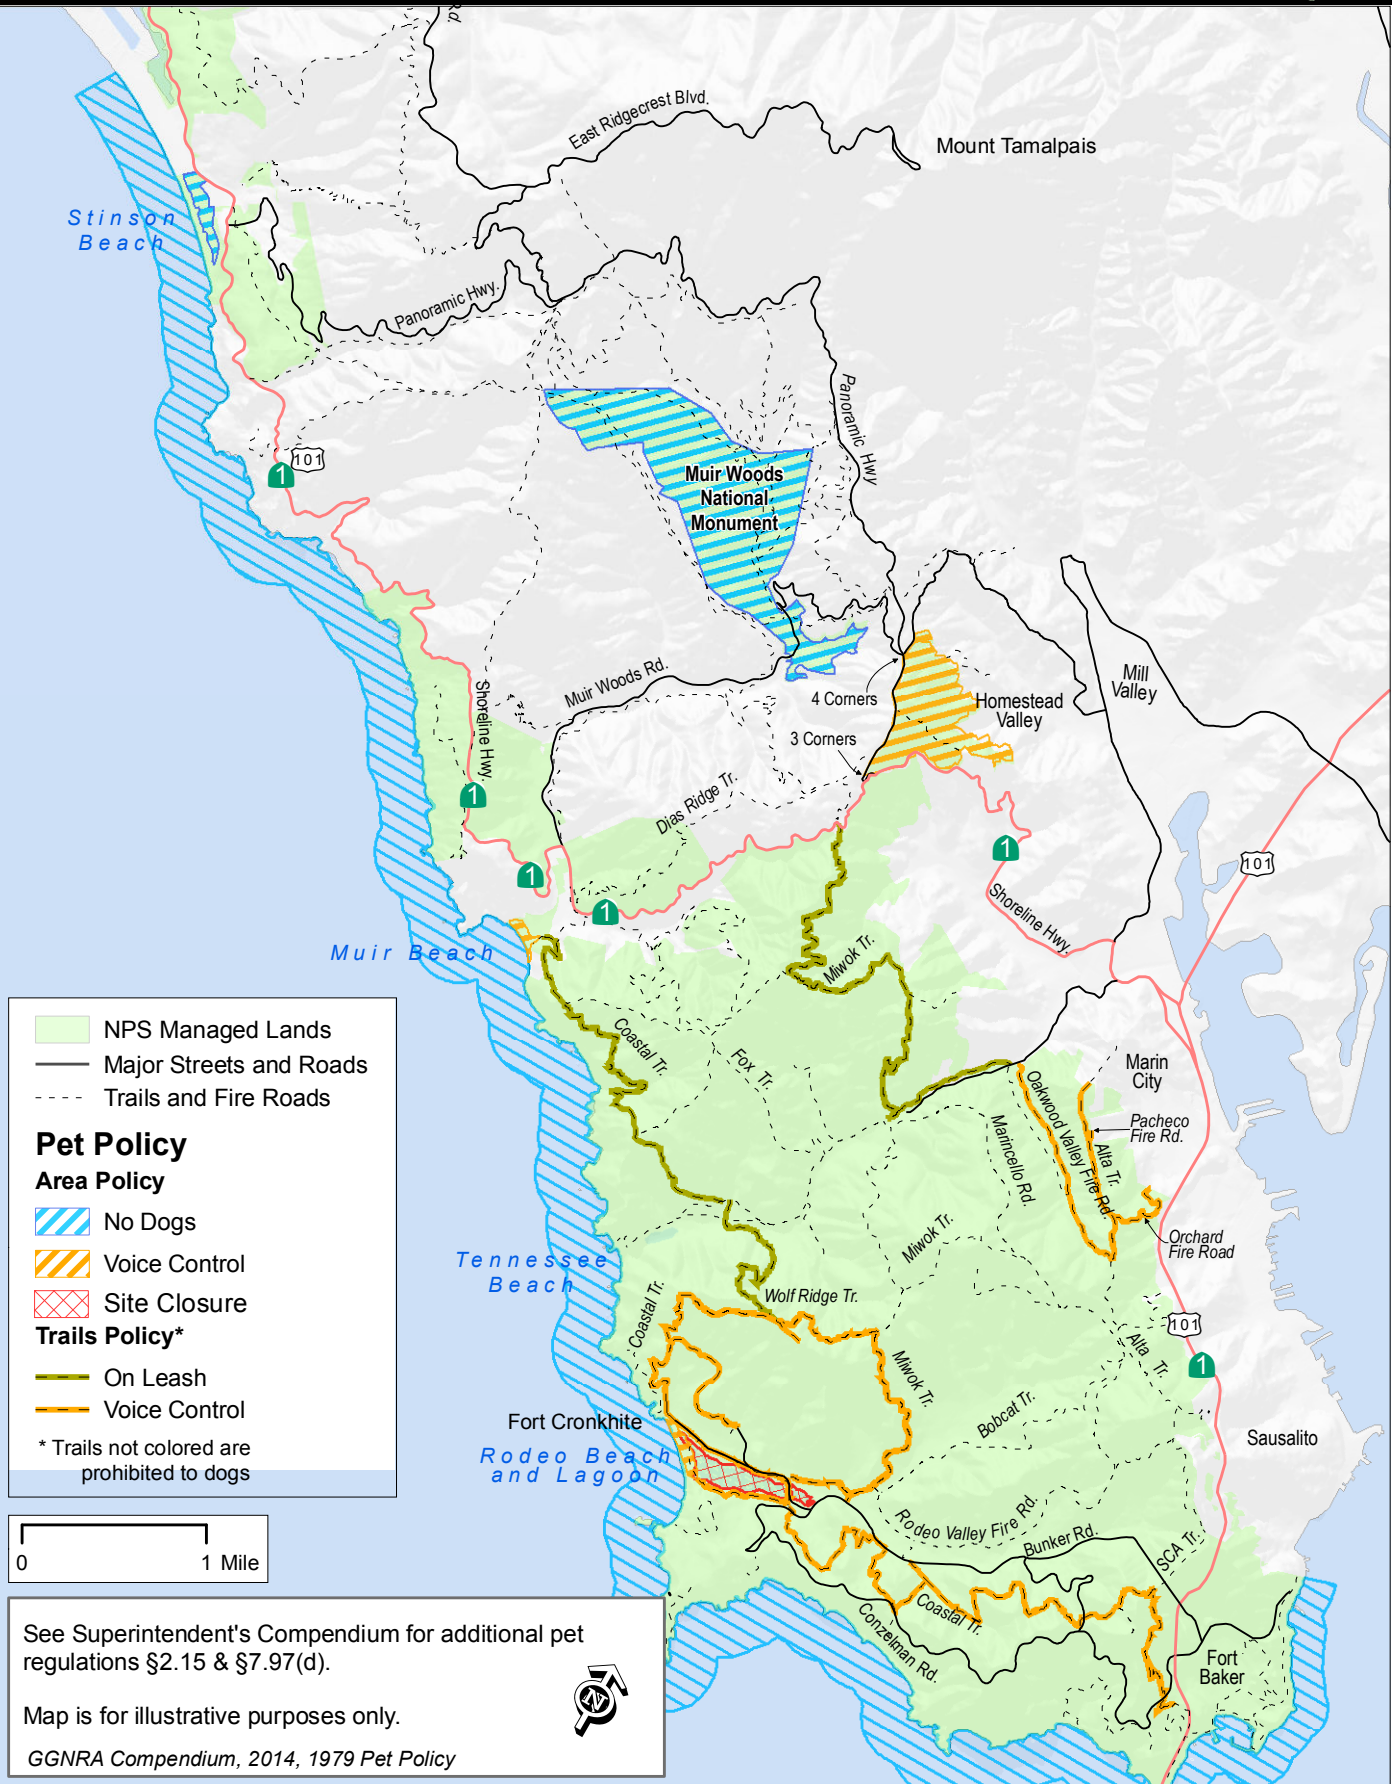 Rd.
East Ridgecrest Blvd.
Mount Tamalpais
Stinson
Beach
Panoramic Hwy.
Panoramic Hwy
101
1
Muir Woods
National
Monument
Muir Woods Rd.
4 Corners
Homestead
Valley
Mill
Valley
Shoreline Hwy.
3 Corners
Dias Ridge Tr.
1
1
1
1
101
Shoreline Hwy.
Muir Beach
Miwok Tr.
Coastal Tr.
Fox Tr.
Marin
City
Oakwood Valley Fire Rd.
Marincello Rd.
Pacheco
Fire Rd.
Alta Tr.
Miwok Tr.
Orchard
Fire Road
Tennessee
Beach
Coastal Tr.
Wolf Ridge Tr.
101
1
Alta Tr.
Miwok Tr.
Bobcat Tr.
Fort Cronkhite
Rodeo Beach
and Lagoon
Sausalito
Rodeo Valley Fire Rd.
Bunker Rd.
SCA Tr.
Coastal Tr.
Conzelman Rd.
Fort
Baker
NPS Managed Lands
Major Streets and Roads
Trails and Fire Roads
Pet Policy
Area Policy
No Dogs
Voice Control
Site Closure
Trails Policy*
On Leash
Voice Control
* Trails not colored are
prohibited to dogs
0 1 Mile
See Superintendent's Compendium for additional pet
regulations §2.15 & §7.97(d).
Map is for illustrative purposes only.
GGNRA Compendium, 2014, 1979 Pet Policy
N